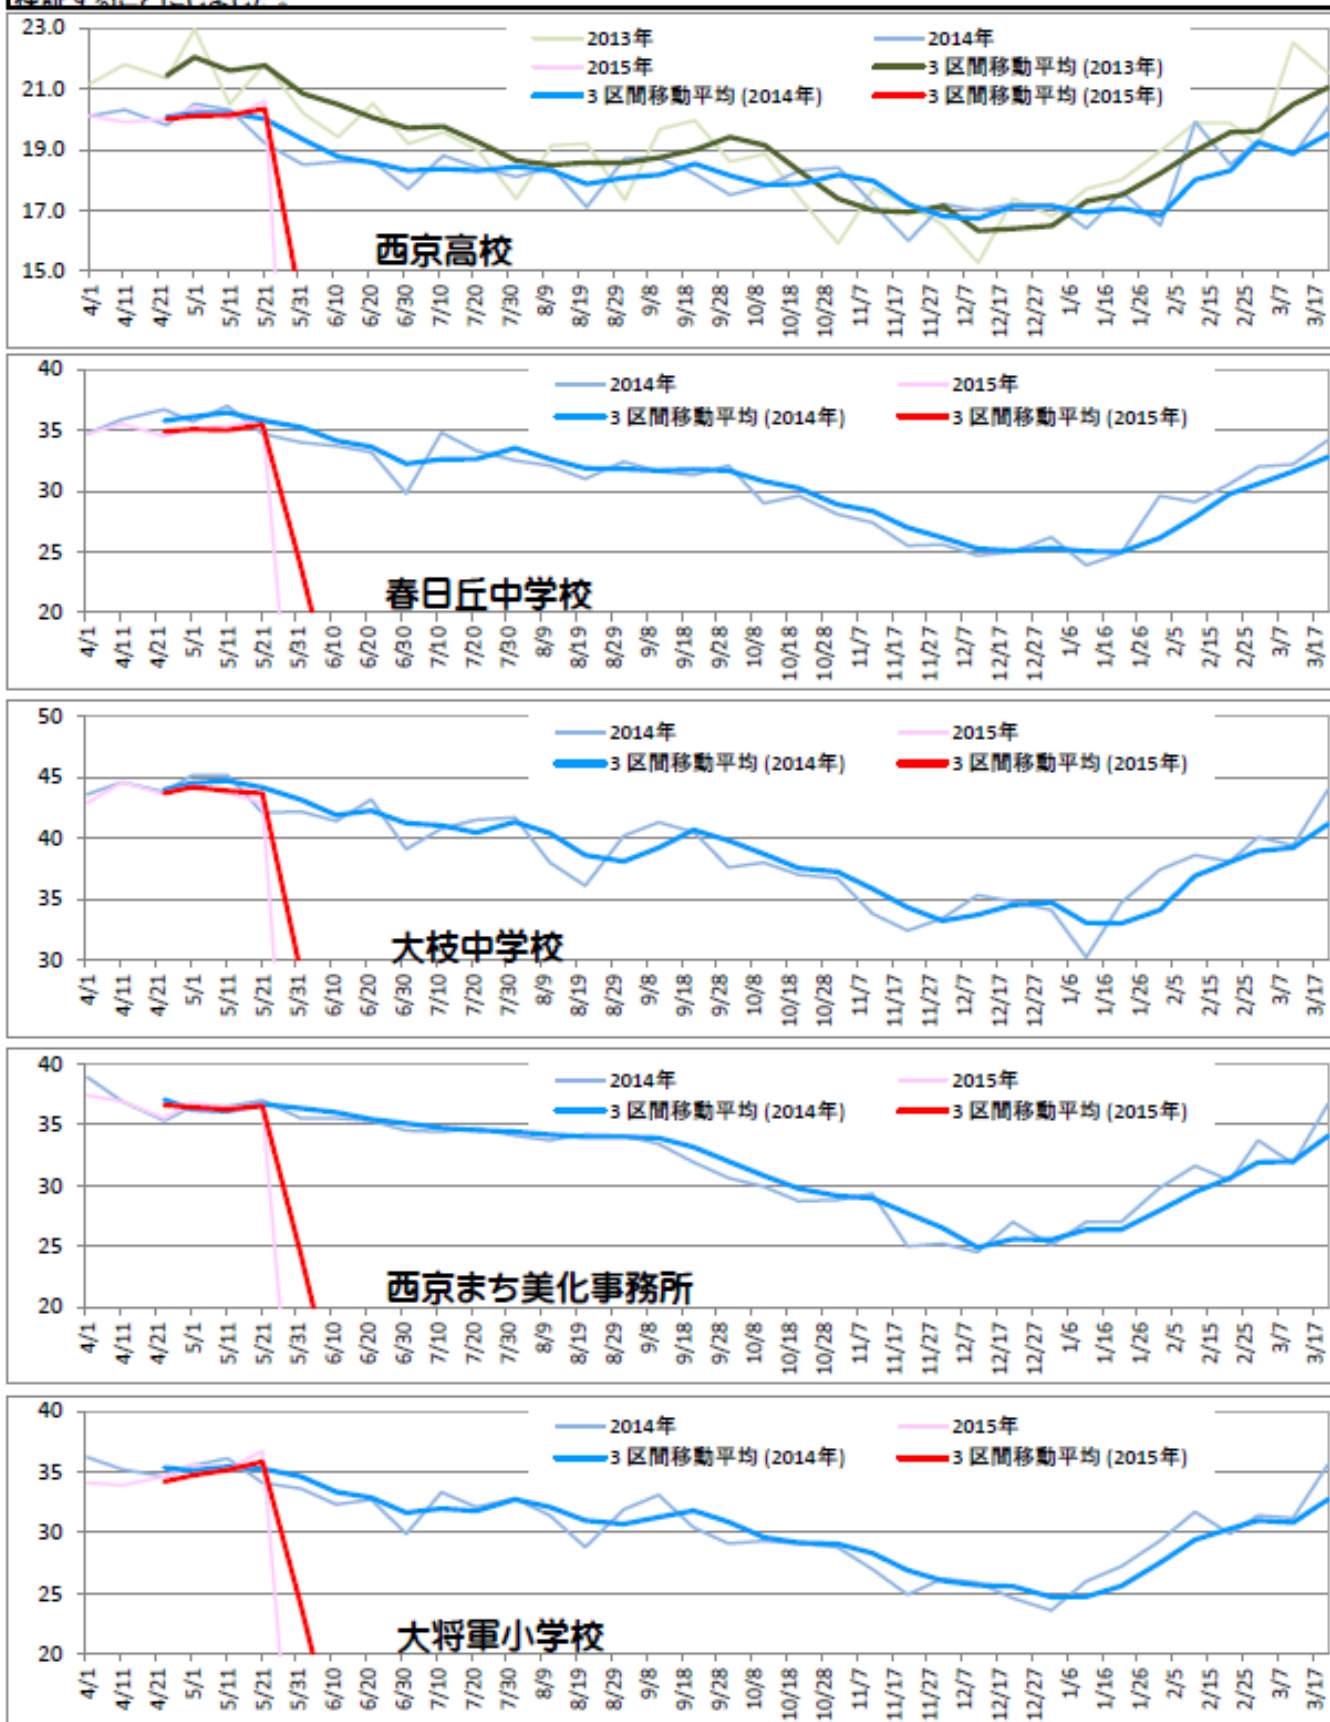 23.0
21.0
19.0
17.0
15.0
2013年
2014年
2015年
3 区間移動平均 (2013年)
3 区間移動平均 (2014年)
3 区間移動平均 (2015年)
西京高校
4/1 4/11 4/21 5/1 5/11 5/21 5/31 6/10 6/20 6/30 7/10 7/20 7/30 8/9 8/19 8/29 9/8 9/18 9/28 10/8 10/18 10/28 11/7 11/17 11/27 12/7 12/17 12/27 1/6 1/16 1/26 2/5 2/15 2/25 3/7 3/17
40
35
30
25
20
2014年
2015年
3 区間移動平均 (2014年)
3 区間移動平均 (2015年)
春日丘中学校
4/1 4/11 4/21 5/1 5/11 5/21 5/31 6/10 6/20 6/30 7/10 7/20 7/30 8/9 8/19 8/29 9/8 9/18 9/28 10/8 10/18 10/28 11/7 11/17 11/27 12/7 12/17 12/27 1/6 1/16 1/26 2/5 2/15 2/25 3/7 3/17
50
45
40
35
30
2014年
2015年
3 区間移動平均 (2014年)
3 区間移動平均 (2015年)
大枝中学校
4/1 4/11 4/21 5/1 5/11 5/21 5/31 6/10 6/20 6/30 7/10 7/20 7/30 8/9 8/19 8/29 9/8 9/18 9/28 10/8 10/18 10/28 11/7 11/17 11/27 12/7 12/17 12/27 1/6 1/16 1/26 2/5 2/15 2/25 3/7 3/17
40
35
30
25
20
2014年
2015年
3 区間移動平均 (2014年)
3 区間移動平均 (2015年)
西京まち美化事務所
4/1 4/11 4/21 5/1 5/11 5/21 5/31 6/10 6/20 6/30 7/10 7/20 7/30 8/9 8/19 8/29 9/8 9/18 9/28 10/8 10/18 10/28 11/7 11/17 11/27 12/7 12/17 12/27 1/6 1/16 1/26 2/5 2/15 2/25 3/7 3/17
40
35
30
25
20
2014年
2015年
3 区間移動平均 (2014年)
3 区間移動平均 (2015年)
大将軍小学校
4/1 4/11 4/21 5/1 5/11 5/21 5/31 6/10 6/20 6/30 7/10 7/20 7/30 8/9 8/19 8/29 9/8 9/18 9/28 10/8 10/18 10/28 11/7 11/17 11/27 12/7 12/17 12/27 1/6 1/16 1/26 2/5 2/15 2/25 3/7 3/17